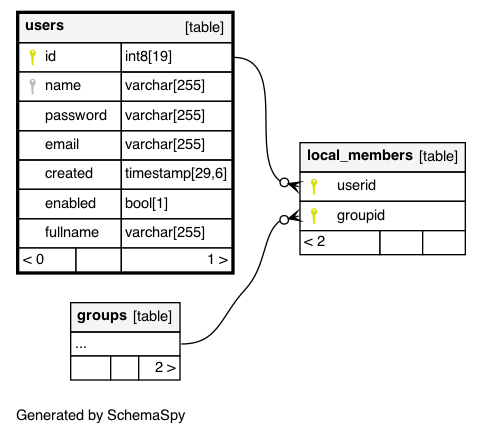 users [table]
id int8[19]
name varchar[255]
password varchar[255]
email varchar[255]
created timestamp[29,6]
enabled bool[1]
fullname varchar[255]
< 0 1 >
local_members [table]
userid
groupid
< 2
groups [table]
...
2 >
Generated by SchemaSpy